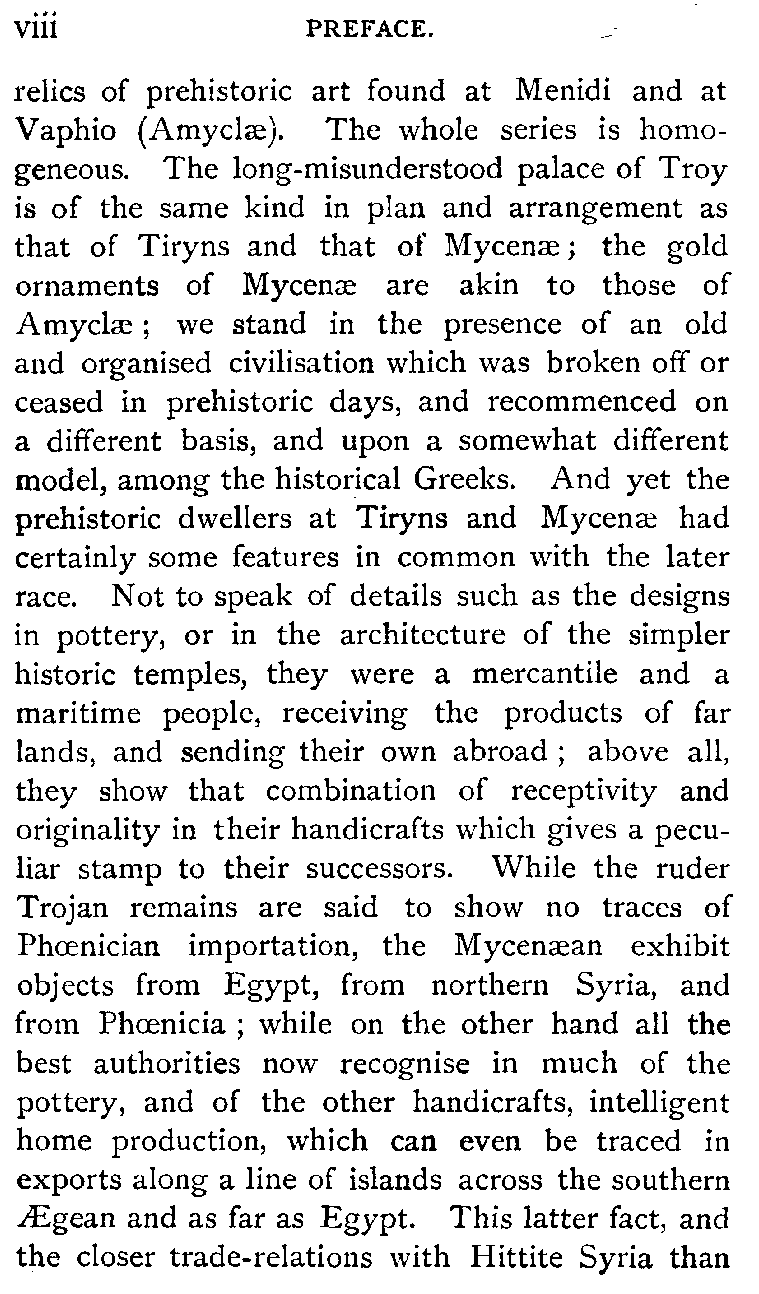 viii PREFACE.
relics of prehistoric art found at Menidi and at
Vaphio (Amyclæ). The whole series is homo-
geneous. The long-misunderstood palace of Troy
is of the same kind in plan and arrangement as
that of Tiryns and that of Mycenæ; the gold
ornaments of Mycenæ are akin to those of
Amyclæ; we stand in the presence of an old
and organised civilisation which was broken off or
ceased in prehistoric days, and recommenced on
a different basis, and upon a somewhat different
model, among the historical Greeks. And yet the
prehistoric dwellers at Tiryns and Mycenæ had
certainly some features in common with the later
race. Not to speak of details such as the designs
in pottery, or in the architecture of the simpler
historic temples, they were a mercantile and a
maritime people, receiving the products of far
lands, and sending their own abroad; above all,
they show that combination of receptivity and
originality in their handicrafts which gives a pecu-
liar stamp to their successors. While the ruder
Trojan remains are said to show no traces of
Phœnician importation, the Mycenæan exhibit
objects from Egypt, from northern Syria, and
from Phœnicia; while on the other hand all the
best authorities now recognise in much of the
pottery, and of the other handicrafts, intelligent
home production, which can even be traced in
exports along a line of islands across the southern
Ægean and as far as Egypt. This latter fact, and
the closer trade-relations with Hittite Syria than